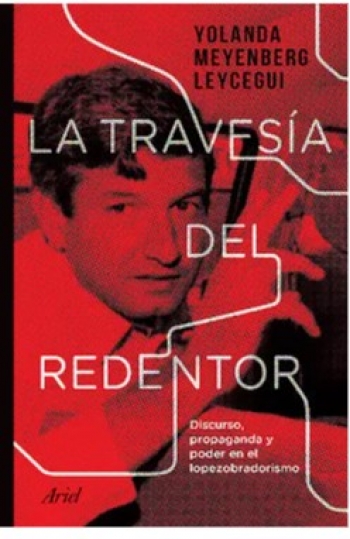 YOLANDA
MEYENBERG
LEYCEGUI
LA TRAVESÍA
DEL
REDENTOR
Discurso,
propaganda y
poder en el
lopezobradorismo
Ariel